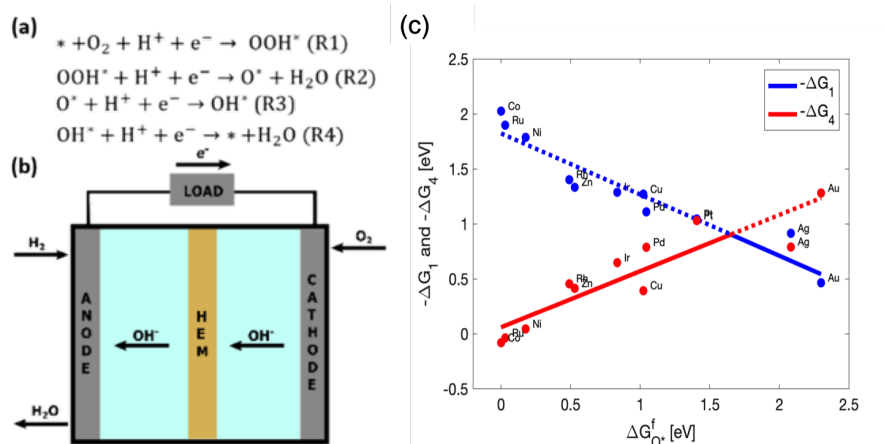 (a)
* +O₂ + H⁺ + e⁻ → OOH* (R1)
OOH* + H⁺ + e⁻ → O* + H₂O (R2)
O* + H⁺ + e⁻ → OH* (R3)
OH* + H⁺ + e⁻ → * +H₂O (R4)
(b)
e⁻
LOAD
H₂
O₂
ANODE
HEM
CATHODE
OH⁻
OH⁻
H₂O
(c)
-ΔG₁ and -ΔG₄ [eV]
2.5
2
1.5
1
0.5
0
-0.5
-ΔG₁
-ΔG₄
Co
Ru
Ni
Rh
Zn
Ir
Cu
Pd
Pt
Ag
Au
Au
Ag
Pt
Pd
Ir
Cu
Rh
Zn
Ni
Ru
Co
0
0.5
1
1.5
2
2.5
ΔG^f_O* [eV]